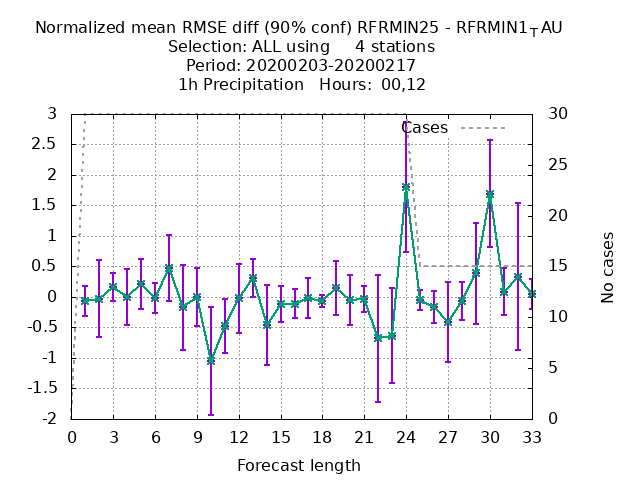 Normalized mean RMSE diff (90% conf) RFRMIN25 - RFRMIN1TAU
Selection: ALL using     4 stations
Period: 20200203-20200217
1h Precipitation   Hours:  00,12
Cases
3
2.5
2
1.5
1
0.5
0
-0.5
-1
-1.5
-2
30
25
20
15
10
5
0
No cases
0 3 6 9 12 15 18 21 24 27 30 33
Forecast length